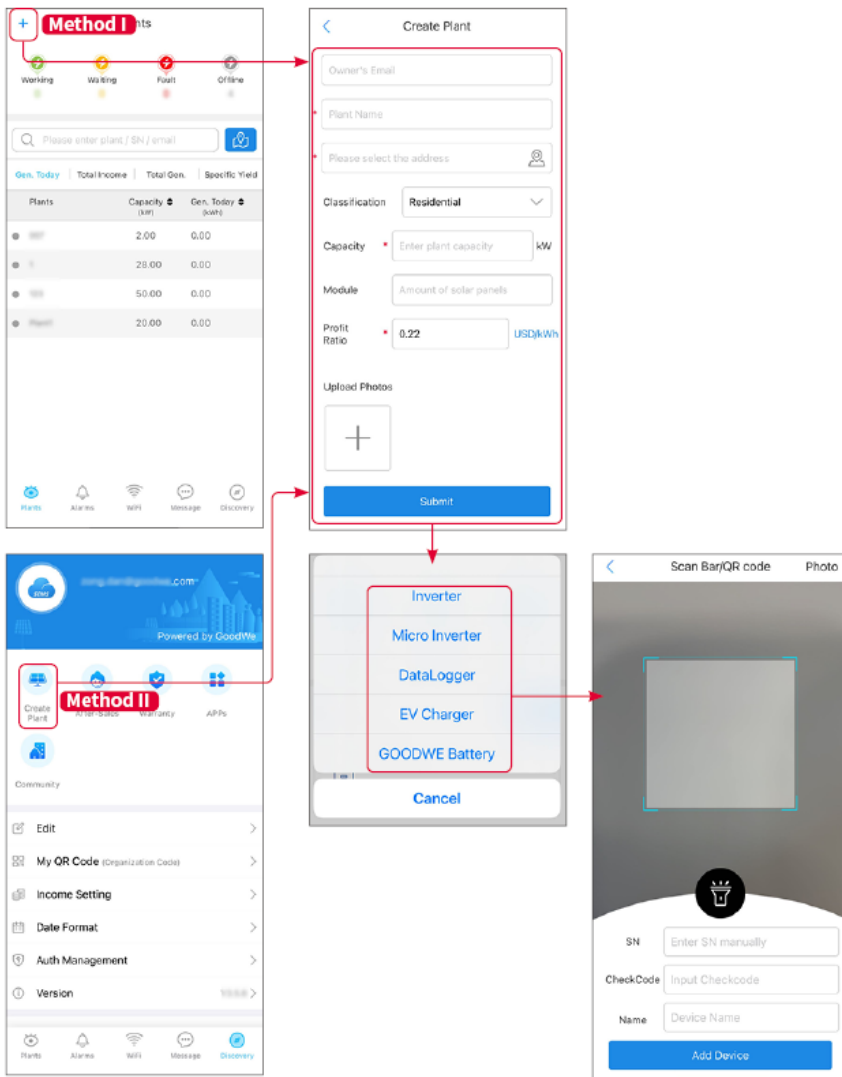 + Method I nts
Working Waiting Fault Offline
Please enter plant / SN / email
Gen. Today Total Income Total Gen. Specific Yield
Plants Capacity Gen. Today
(kW) (kWh)
2.00 0.00
28.00 0.00
50.00 0.00
20.00 0.00
Plants Alarms WiFi Message Discovery
Create Plant
Owner's Email
* Plant Name
* Please select the address
Classification Residential
Capacity * Enter plant capacity kW
Module Amount of solar panels
Profit
Ratio * 0.22 USD/kWh
Upload Photos
Submit
.com
Powered by GoodWe
Create
Plant
Method II
After-Sales Warranty APPs
Community
Edit
My QR Code (Organization Code)
Income Setting
Date Format
Auth Management
Version
Plants Alarms WiFi Message Discovery
Inverter
Micro Inverter
DataLogger
EV Charger
GOODWE Battery
Cancel
Scan Bar/QR code Photo
SN Enter SN manually
CheckCode Input Checkcode
Name Device Name
Add Device